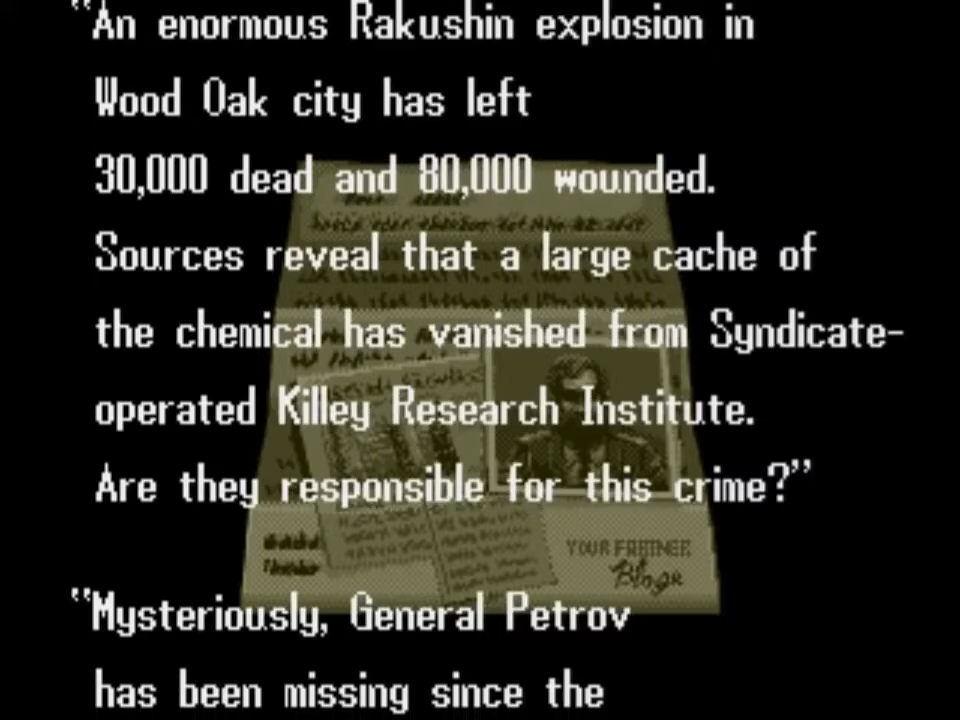 “An enormous Rakushin explosion in
Wood Oak city has left
30,000 dead and 80,000 wounded.
Sources reveal that a large cache of
the chemical has vanished from Syndicate-
operated Killey Research Institute.
Are they responsible for this crime?”
YOUR PARTNER
“Mysteriously, General Petrov
has been missing since the